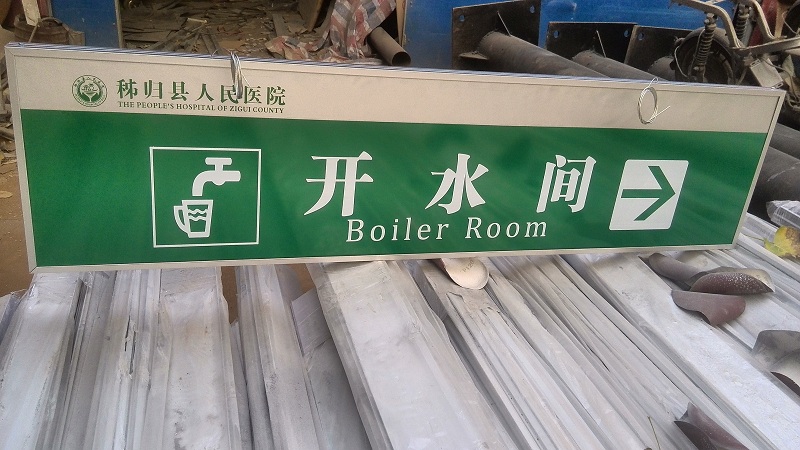 秭归县人民医院
THE PEOPLE'S HOSPITAL OF ZIGUI COUNTY
开水间
Boiler Room